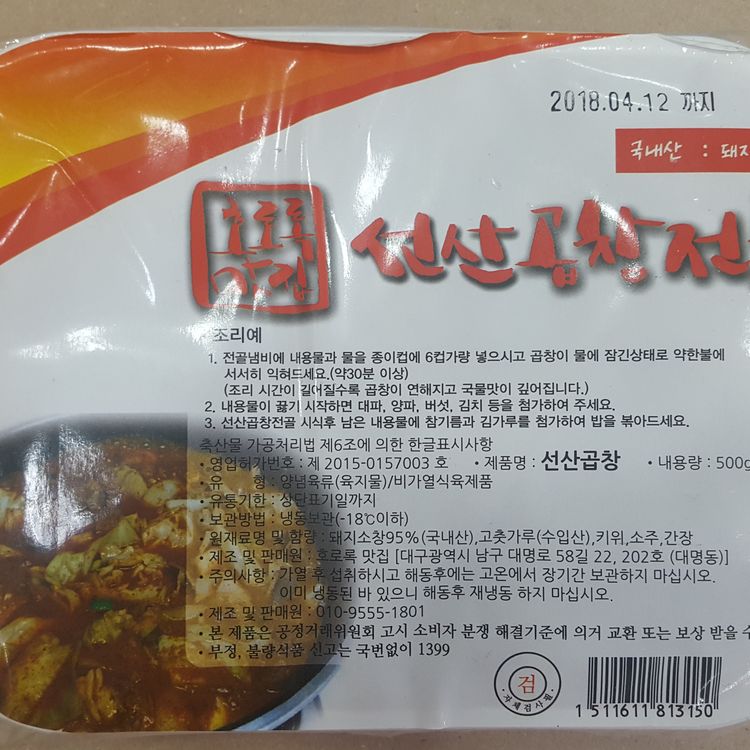 2018.04.12 까지
국내산 : 돼지
호로록
맛집
선산곱창전
조리예
1. 전골냄비에 내용물과 물을 종이컵에 6컵가량 넣으시고 곱창이 물에 잠긴상태로 약한불에
서서히 익혀드세요.(약30분 이상)
(조리 시간이 길어질수록 곱창이 연해지고 국물맛이 깊어집니다.)
2. 내용물이 끓기 시작하면 대파, 양파, 버섯, 김치 등을 첨가하여 주세요.
3. 선산곱창전골 시식후 남은 내용물에 참기름과 김가루를 첨가하여 밥을 볶아드세요.
축산물 가공처리법 제6조에 의한 한글표시사항
• 영업허가번호 : 제 2015-0157003 호 • 제품명 : 선산곱창 • 내용량 : 500g
• 유 형 : 양념육류(육지물)/비가열식육제품
• 유통기한 : 상단표기일까지
• 보관방법 : 냉동보관(-18℃이하)
• 원재료명 및 함량 : 돼지소창95%(국내산),고춧가루(수입산),키위,소주,간장
• 제조 및 판매원 : 호로록 맛집 [대구광역시 남구 대명로 58길 22, 202호 (대명동)]
• 주의사항 : 가열 후 섭취하시고 해동후에는 고온에서 장기간 보관하지 마십시오.
이미 냉동된 바 있으니 해동후 재냉동 하지 마십시오.
• 제조 및 판매원 : 010-9555-1801
• 본 제품은 공정거래위원회 고시 소비자 분쟁 해결기준에 의거 교환 또는 보상 받을 수
• 부정, 불량식품 신고는 국번없이 1399
검
자체검사필
1 511611 813150